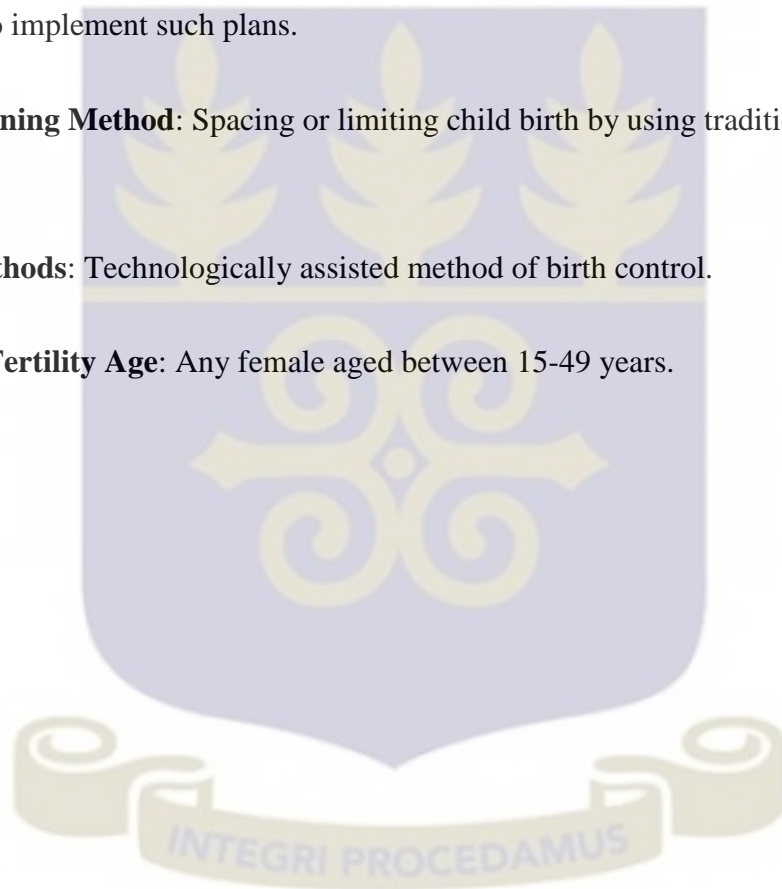 implement such plans.
ning Method: Spacing or limiting child birth by using traditi
thods: Technologically assisted method of birth control.
Fertility Age: Any female aged between 15-49 years.
INTEGRI PROCEDAMUS